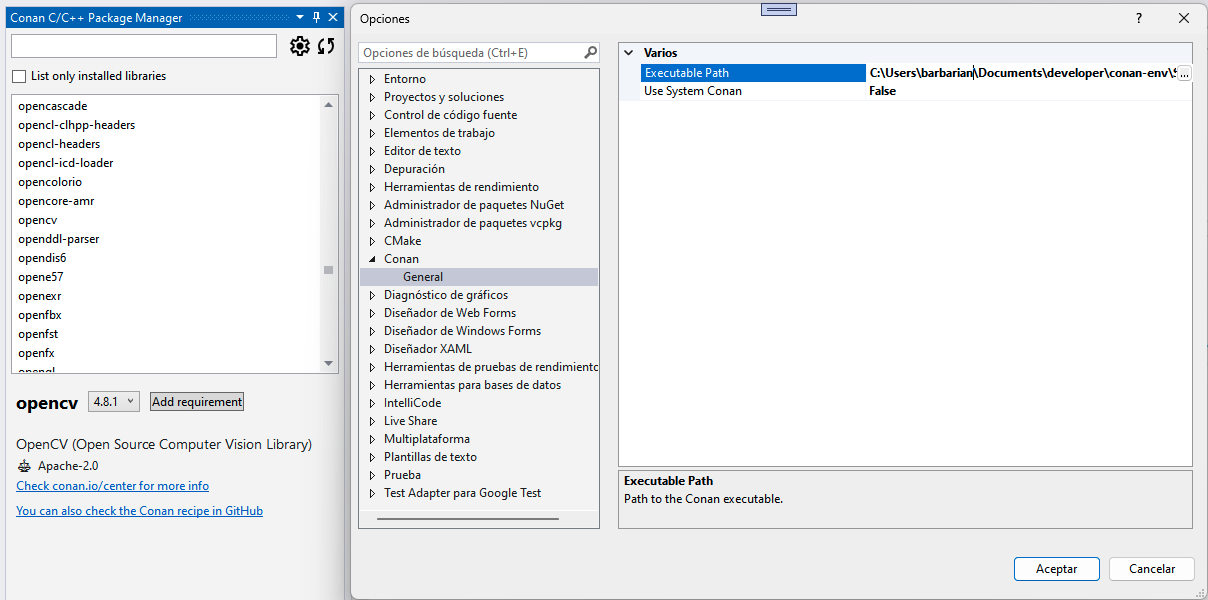 Conan C/C++ Package Manager
List only installed libraries
opencascade
opencl-clhpp-headers
opencl-headers
opencl-icd-loader
opencolorio
opencore-amr
opencv
openddl-parser
opendis6
opene57
openexr
openfbx
openfst
openfx
opencv
4.8.1
Add requirement
OpenCV (Open Source Computer Vision Library)
Apache-2.0
Check conan.io/center for more info
You can also check the Conan recipe in GitHub
Opciones
?
Opciones de búsqueda (Ctrl+E)
Entorno
Proyectos y soluciones
Control de código fuente
Elementos de trabajo
Editor de texto
Depuración
Herramientas de rendimiento
Administrador de paquetes NuGet
Administrador de paquetes vcpkg
CMake
Conan
General
Diagnóstico de gráficos
Diseñador de Web Forms
Diseñador de Windows Forms
Diseñador XAML
Herramientas de pruebas de rendimiento
Herramientas para bases de datos
IntelliCode
Live Share
Multiplataforma
Plantillas de texto
Prueba
Test Adapter para Google Test
Varios
Executable Path C:\Users\barbarian\Documents\developer\conan-env\ ...
Use System Conan False
Executable Path
Path to the Conan executable.
Aceptar Cancelar